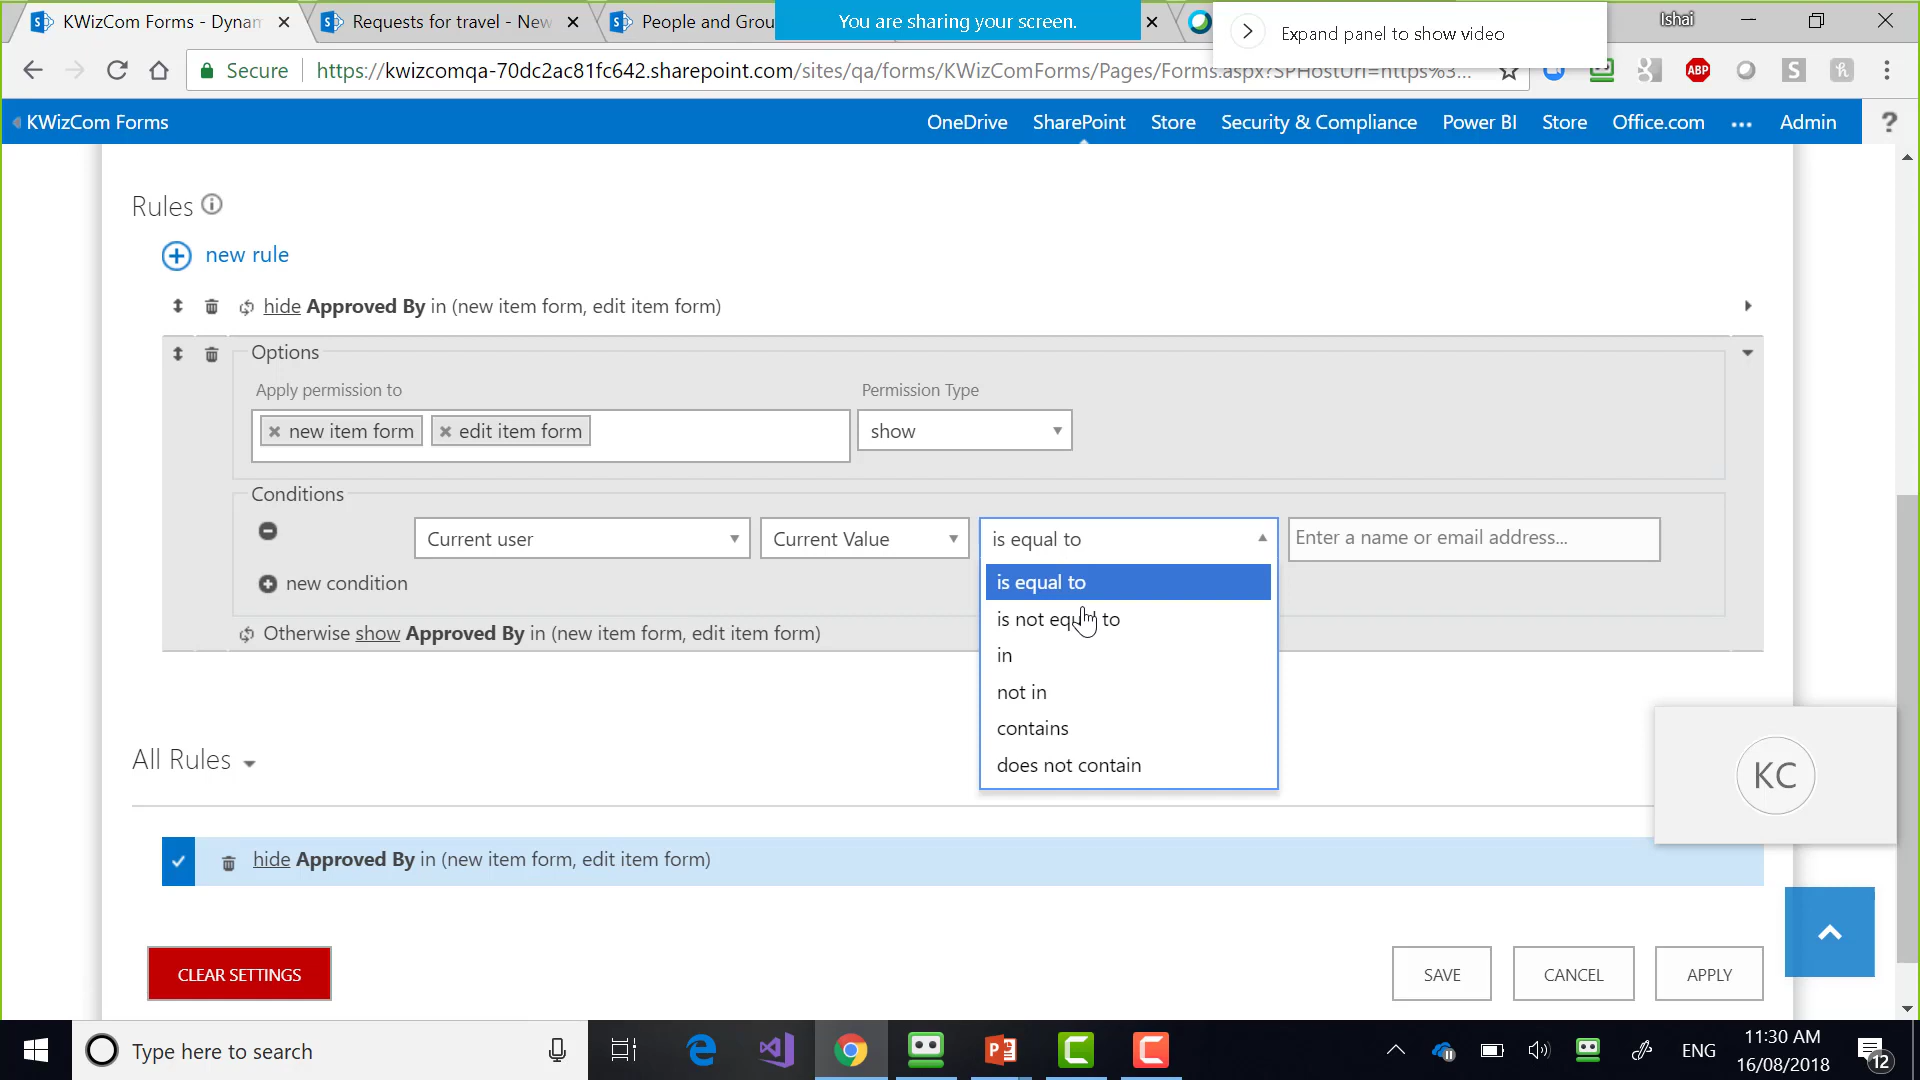 KWizCom Forms - Dynam
Requests for travel - New
People and Grou
You are sharing your screen.
Expand panel to show video
Ishai
Secure
https://kwizcomqa-70dc2ac81fc642.sharepoint.com/sites/qa/forms/KWizComForms/Pages/Forms.aspx?SPHostUrl=https%3...
ABP
S
h
KWizCom Forms
OneDrive
SharePoint
Store
Security & Compliance
Power BI
Store
Office.com
...
Admin
?
Rules
new rule
hide Approved By in (new item form, edit item form)
Options
Apply permission to
Permission Type
new item form
edit item form
show
Conditions
Current user
Current Value
is equal to
Enter a name or email address...
is equal to
new condition
is not equal to
Otherwise show Approved By in (new item form, edit item form)
in
not in
contains
does not contain
All Rules
KC
hide Approved By in (new item form, edit item form)
CLEAR SETTINGS
SAVE
CANCEL
APPLY
Type here to search
ENG
11:30 AM
16/08/2018
12